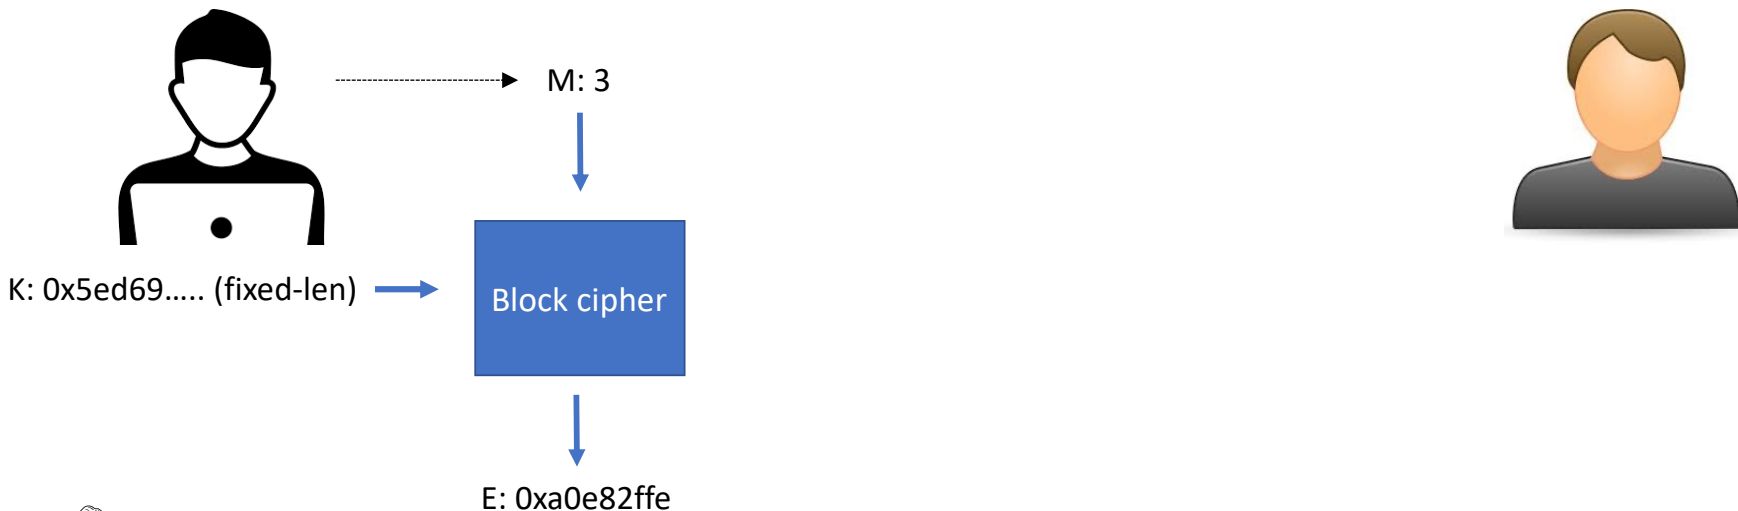 M: 3
K: 0x5ed69..... (fixed-len)
Block cipher
E: 0xa0e82ffe